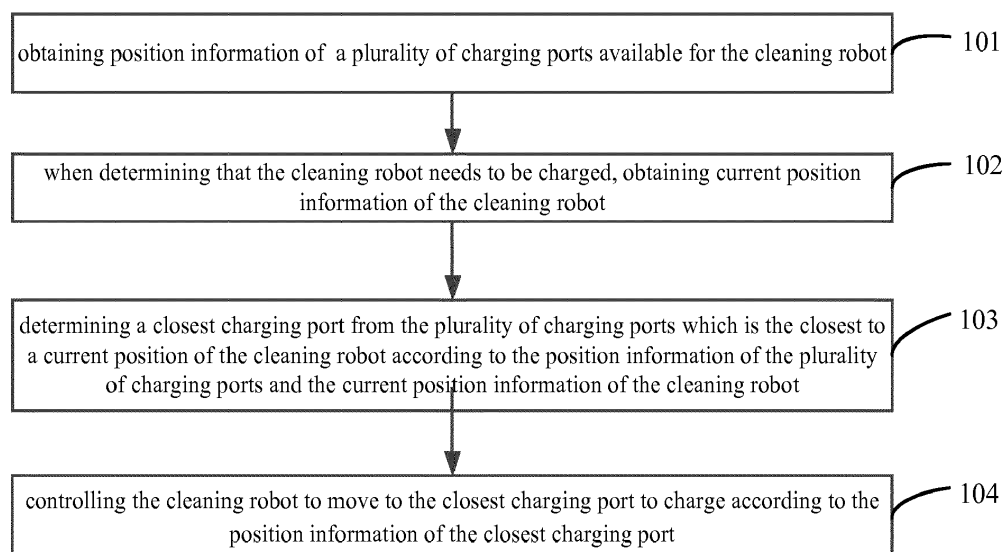 obtaining position information of a plurality of charging ports available for the cleaning robot
101
when determining that the cleaning robot needs to be charged, obtaining current position
information of the cleaning robot
102
determining a closest charging port from the plurality of charging ports which is the closest to
a current position of the cleaning robot according to the position information of the plurality
of charging ports and the current position information of the cleaning robot
103
controlling the cleaning robot to move to the closest charging port to charge according to the
position information of the closest charging port
104